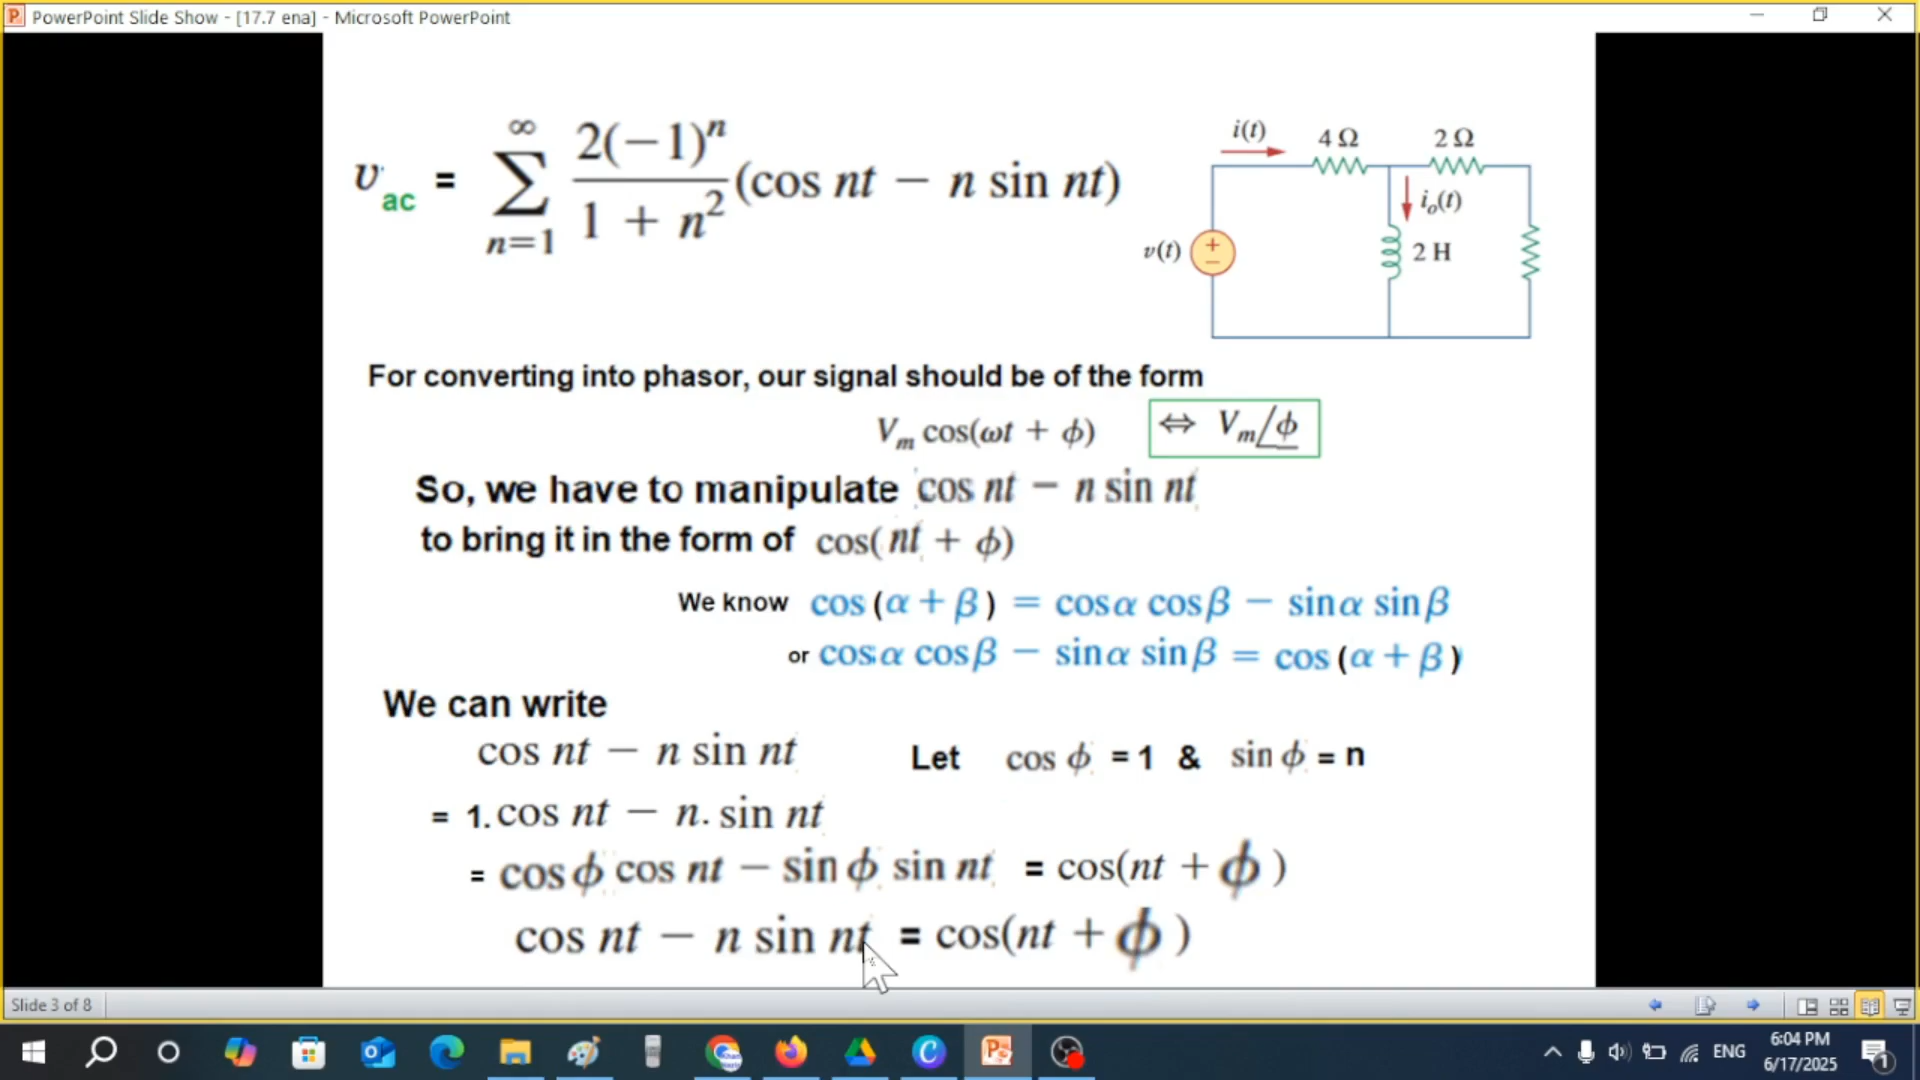 PowerPoint Slide Show - [17.7 ena] - Microsoft PowerPoint
v_ac = ∑_{n=1}^{∞} 2(−1)^n / (1 + n^2) (cos nt − n sin nt)
i(t)
4 Ω
2 Ω
i_o(t)
v(t)
+
−
2 H
For converting into phasor, our signal should be of the form
V_m cos(ωt + ϕ) ⇔ V_m/ϕ
So, we have to manipulate cos nt − n sin nt
to bring it in the form of cos( nt + ϕ)
We know cos (α + β) = cosα cosβ − sinα sinβ
or cosα cosβ − sinα sinβ = cos (α + β)
We can write
cos nt − n sin nt Let cos ϕ = 1 & sin ϕ = n
= 1. cos nt − n. sin nt
= cos ϕ cos nt − sin ϕ sin nt = cos(nt + ϕ )
cos nt − n sin nt = cos(nt + ϕ )
Slide 3 of 8
ENG
6:04 PM
6/17/2025
1